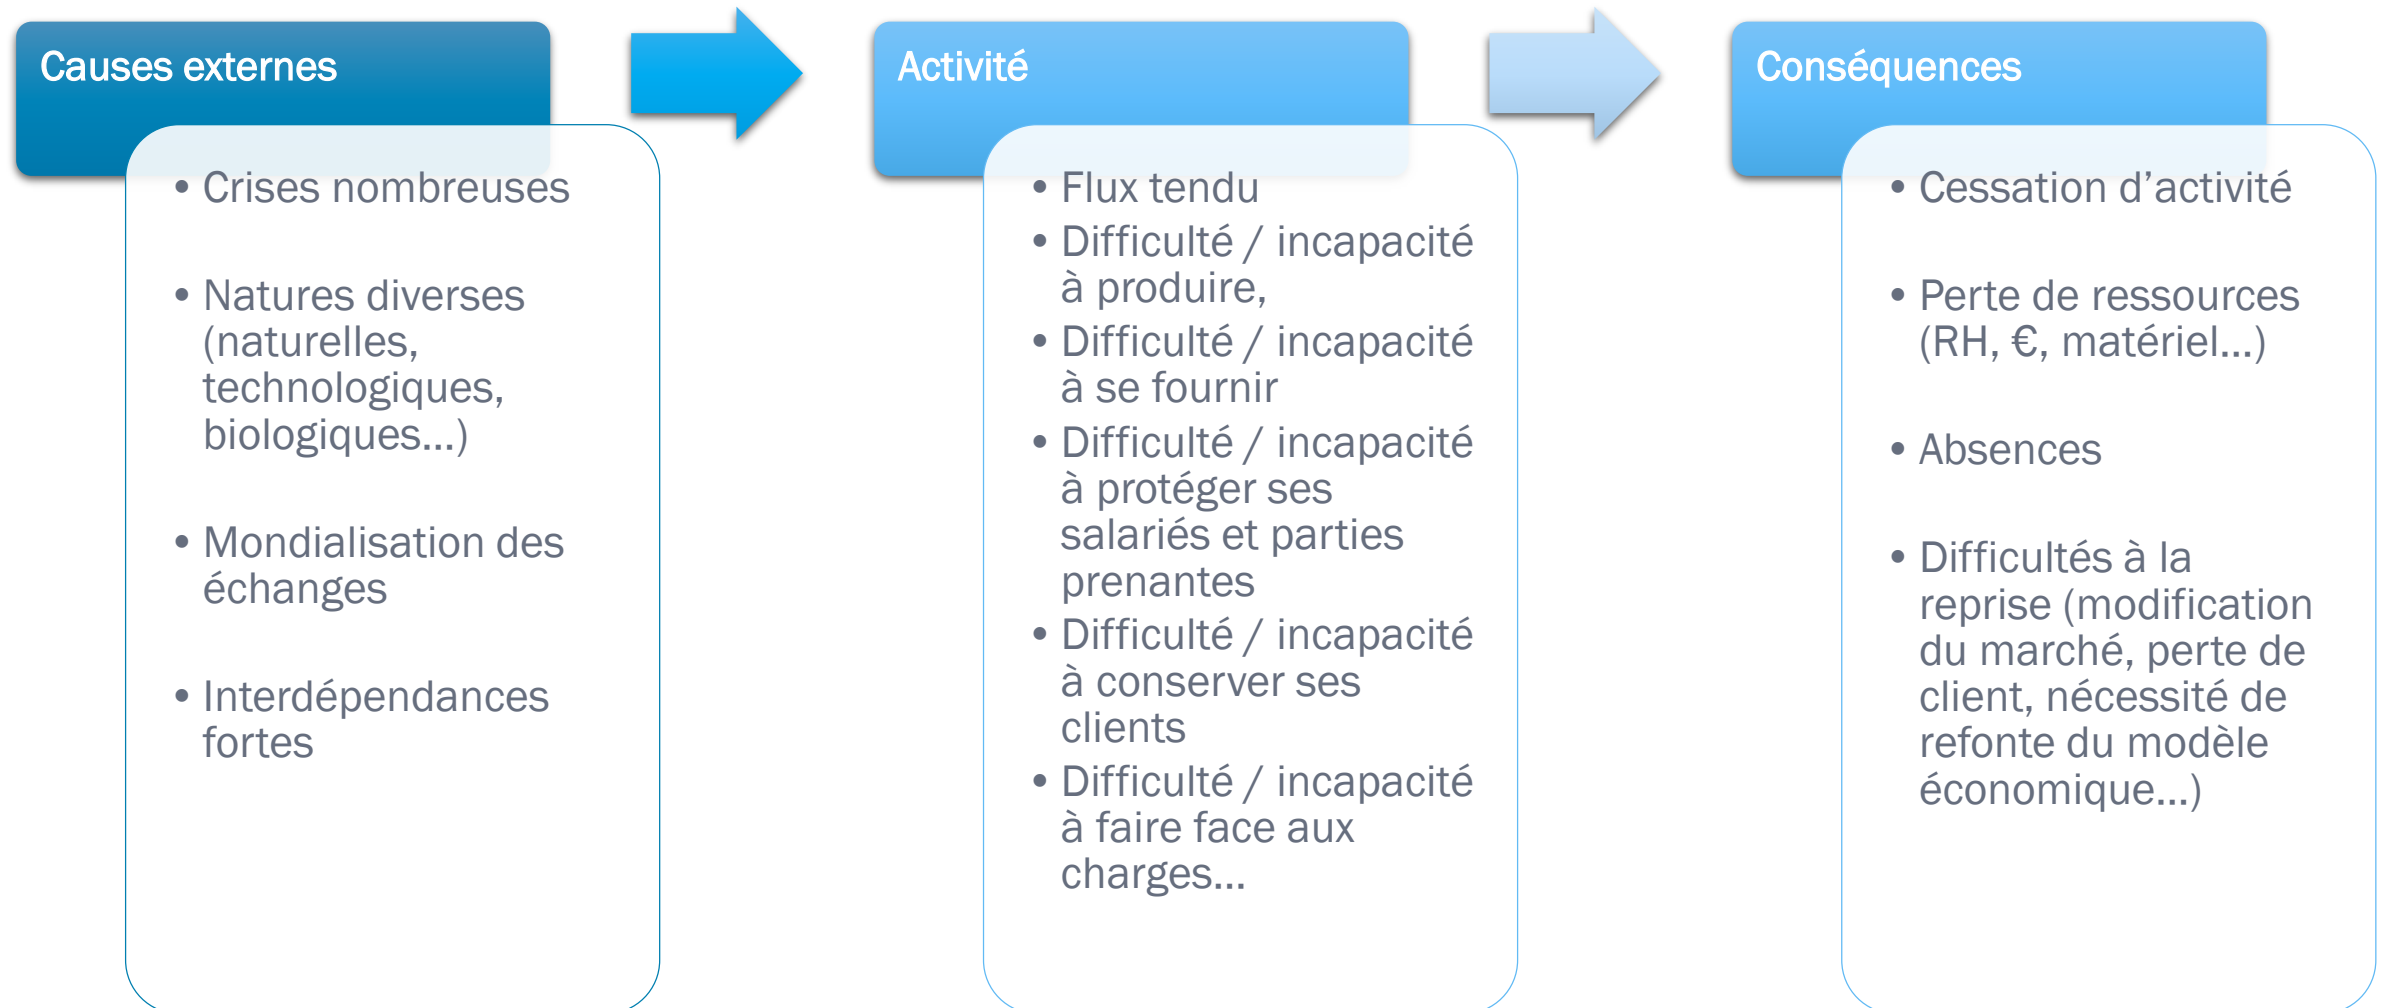 Causes externes
• Crises nombreuses
• Natures diverses
(naturelles,
technologiques,
biologiques…)
• Mondialisation des
échanges
• Interdépendances
fortes
Activité
• Flux tendu
• Difficulté / incapacité
à produire,
• Difficulté / incapacité
à se fournir
• Difficulté / incapacité
à protéger ses
salariés et parties
prenantes
• Difficulté / incapacité
à conserver ses
clients
• Difficulté / incapacité
à faire face aux
charges…
Conséquences
• Cessation d’activité
• Perte de ressources
(RH, €, matériel…)
• Absences
• Difficultés à la
reprise (modification
du marché, perte de
client, nécessité de
refonte du modèle
économique…)